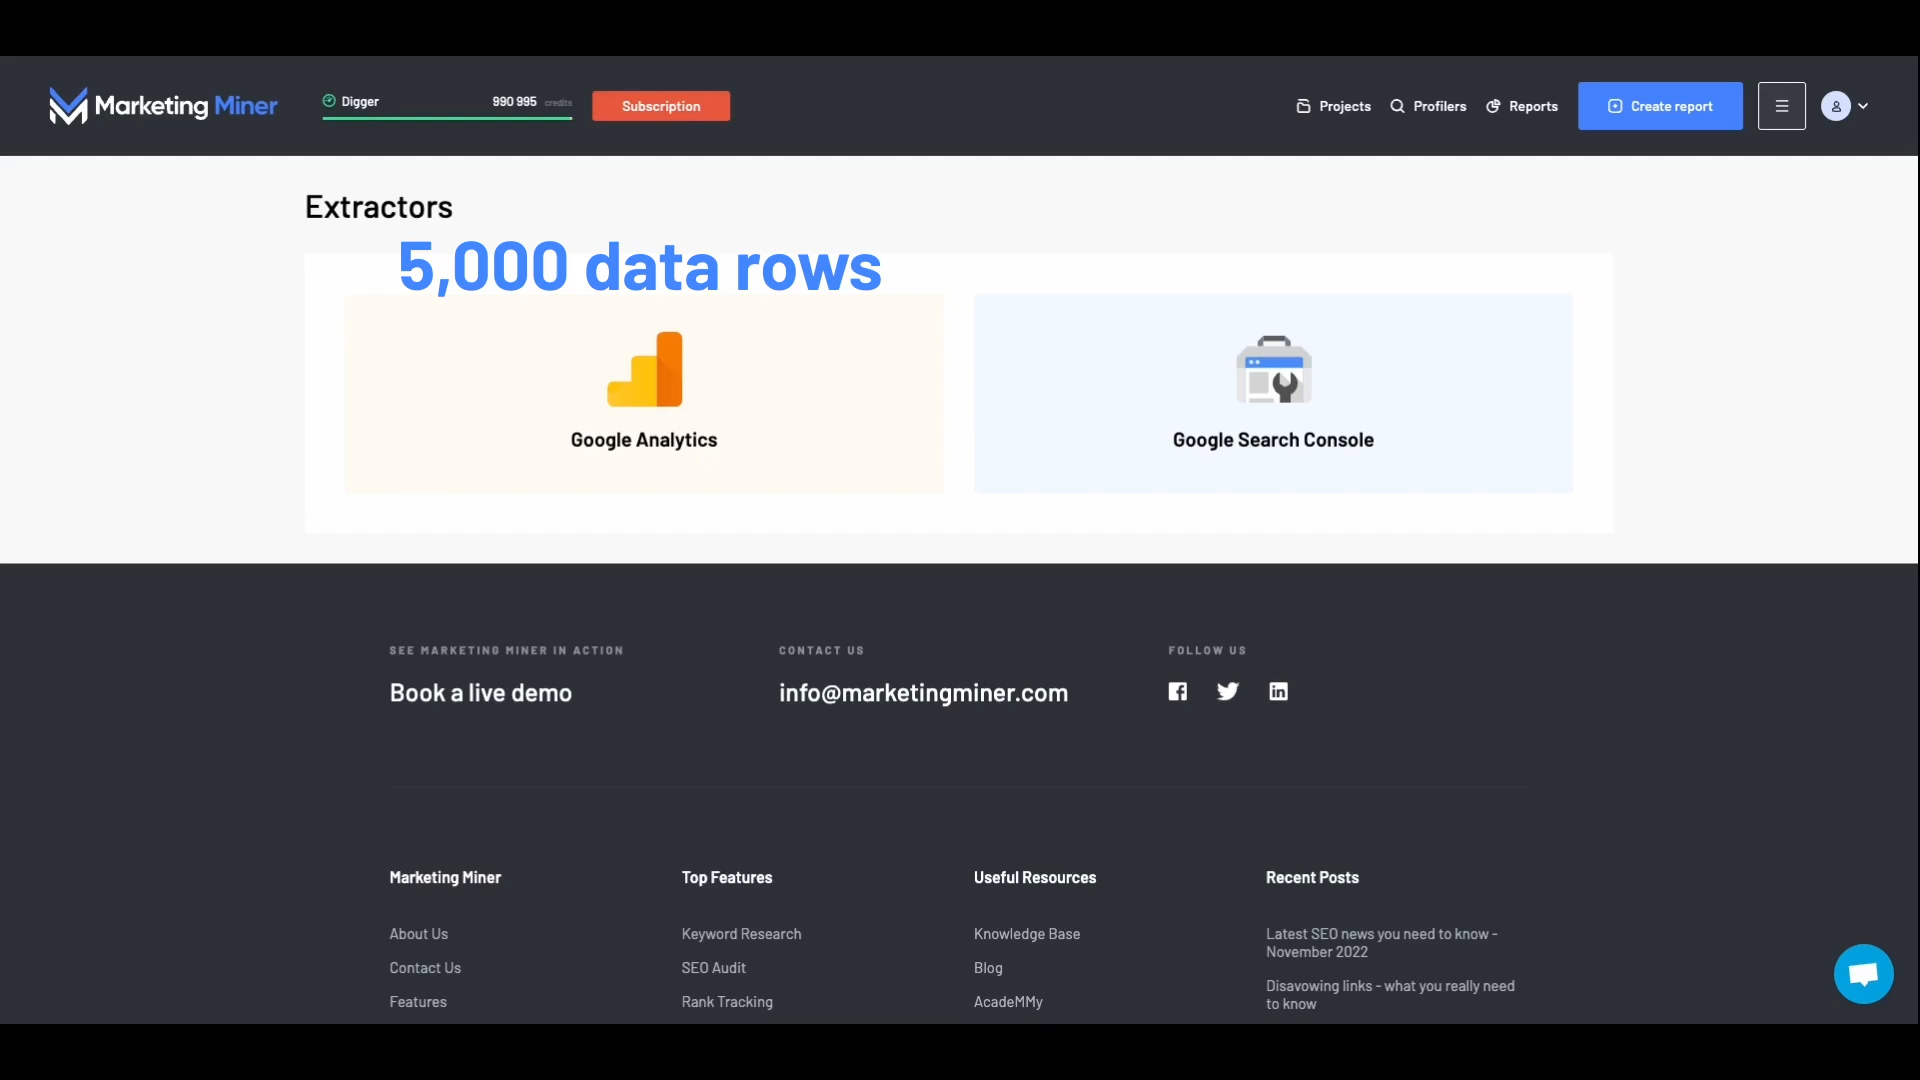 Marketing Miner
Digger 990 995 credits
Subscription
Projects
Profilers
Reports
Create report
Extractors
5,000 data rows
Google Analytics
Google Search Console
SEE MARKETING MINER IN ACTION
Book a live demo
CONTACT US
info@marketingminer.com
FOLLOW US
Marketing Miner
About Us
Contact Us
Features
Top Features
Keyword Research
SEO Audit
Rank Tracking
Useful Resources
Knowledge Base
Blog
AcadeMMy
Recent Posts
Latest SEO news you need to know -
November 2022
Disavowing links - what you really need
to know